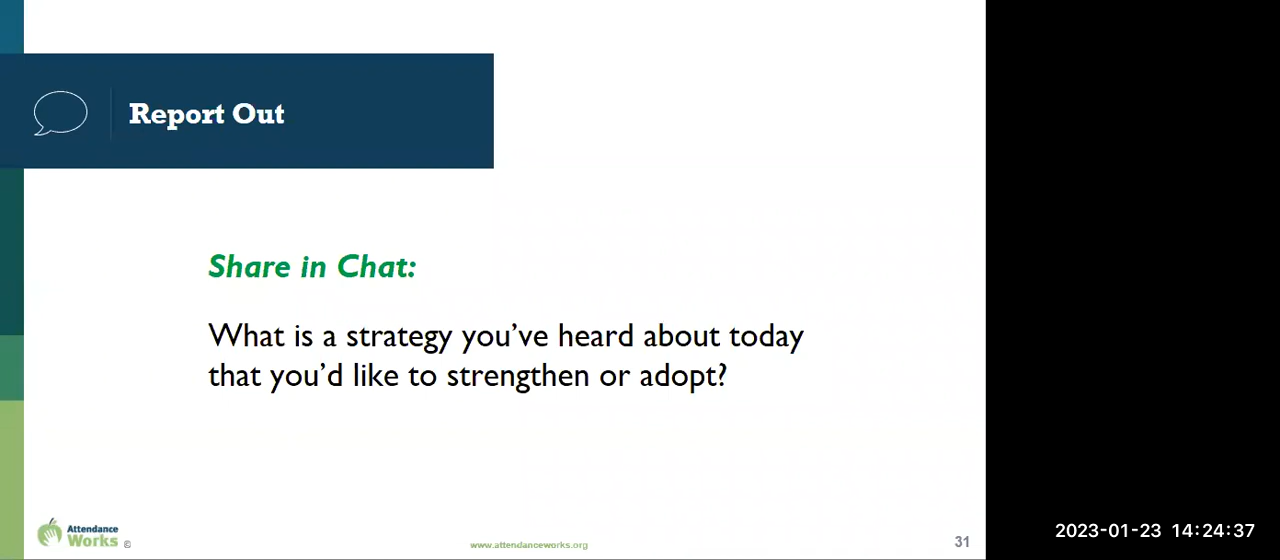 Report Out
Share in Chat:
What is a strategy you’ve heard about today
that you’d like to strengthen or adopt?
Attendance
Works ©
www.attendanceworks.org
31
2023-01-23 14:24:37